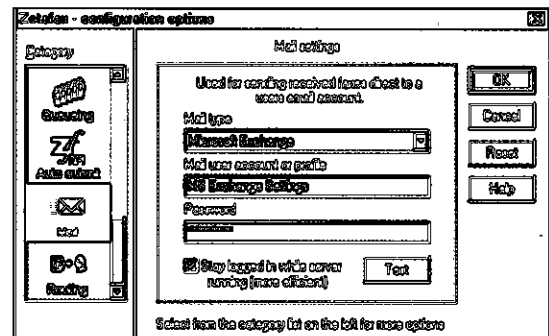 Zetafax - configuration options
Category
Queueing
Auto submit
Mail
Routing
Mail settings
Used for sending received faxes direct to a
users email account.
Mail type
Microsoft Exchange
Mail user account or profile
MS Exchange Settings
Password
Stay logged in while server
running (more efficient)
Test
OK
Cancel
Reset
Help
Select from the category list on the left for more options